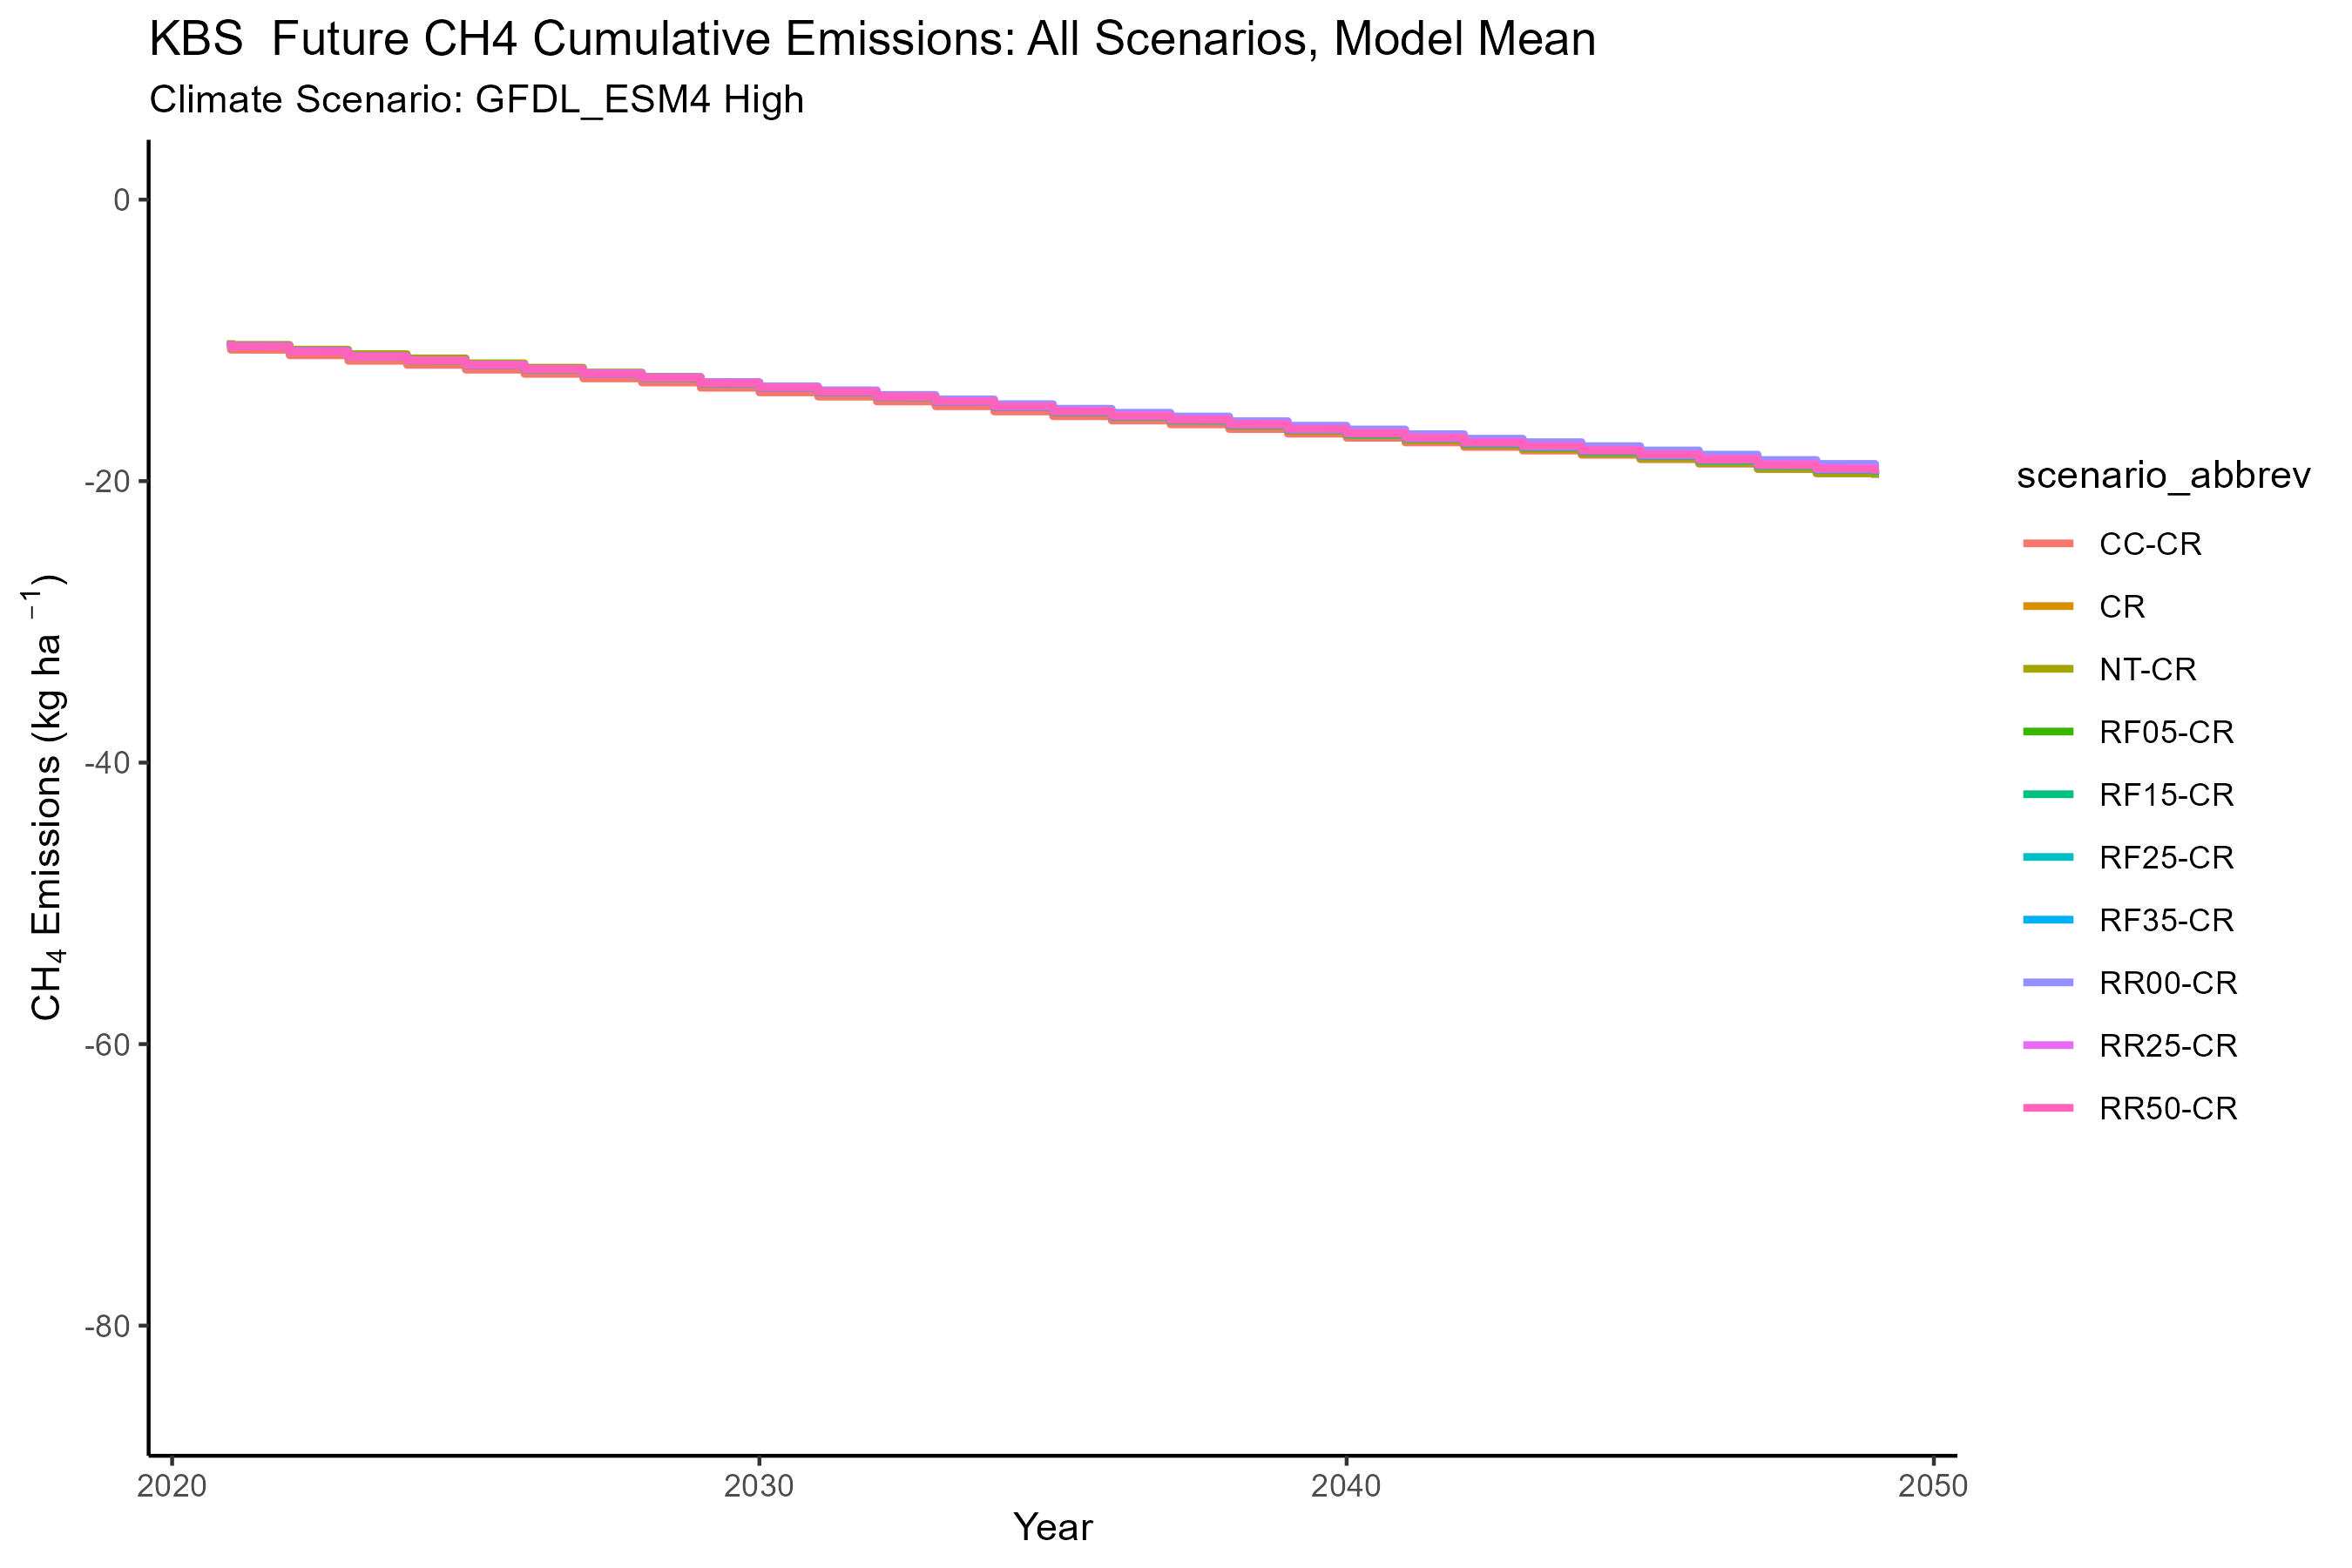 KBS  Future CH4 Cumulative Emissions: All Scenarios, Model Mean
Climate Scenario: GFDL_ESM4 High
CH₄ Emissions (kg ha ⁻¹)
0
-20
-40
-60
-80
2020
2030
2040
2050
Year
scenario_abbrev
CC-CR
CR
NT-CR
RF05-CR
RF15-CR
RF25-CR
RF35-CR
RR00-CR
RR25-CR
RR50-CR